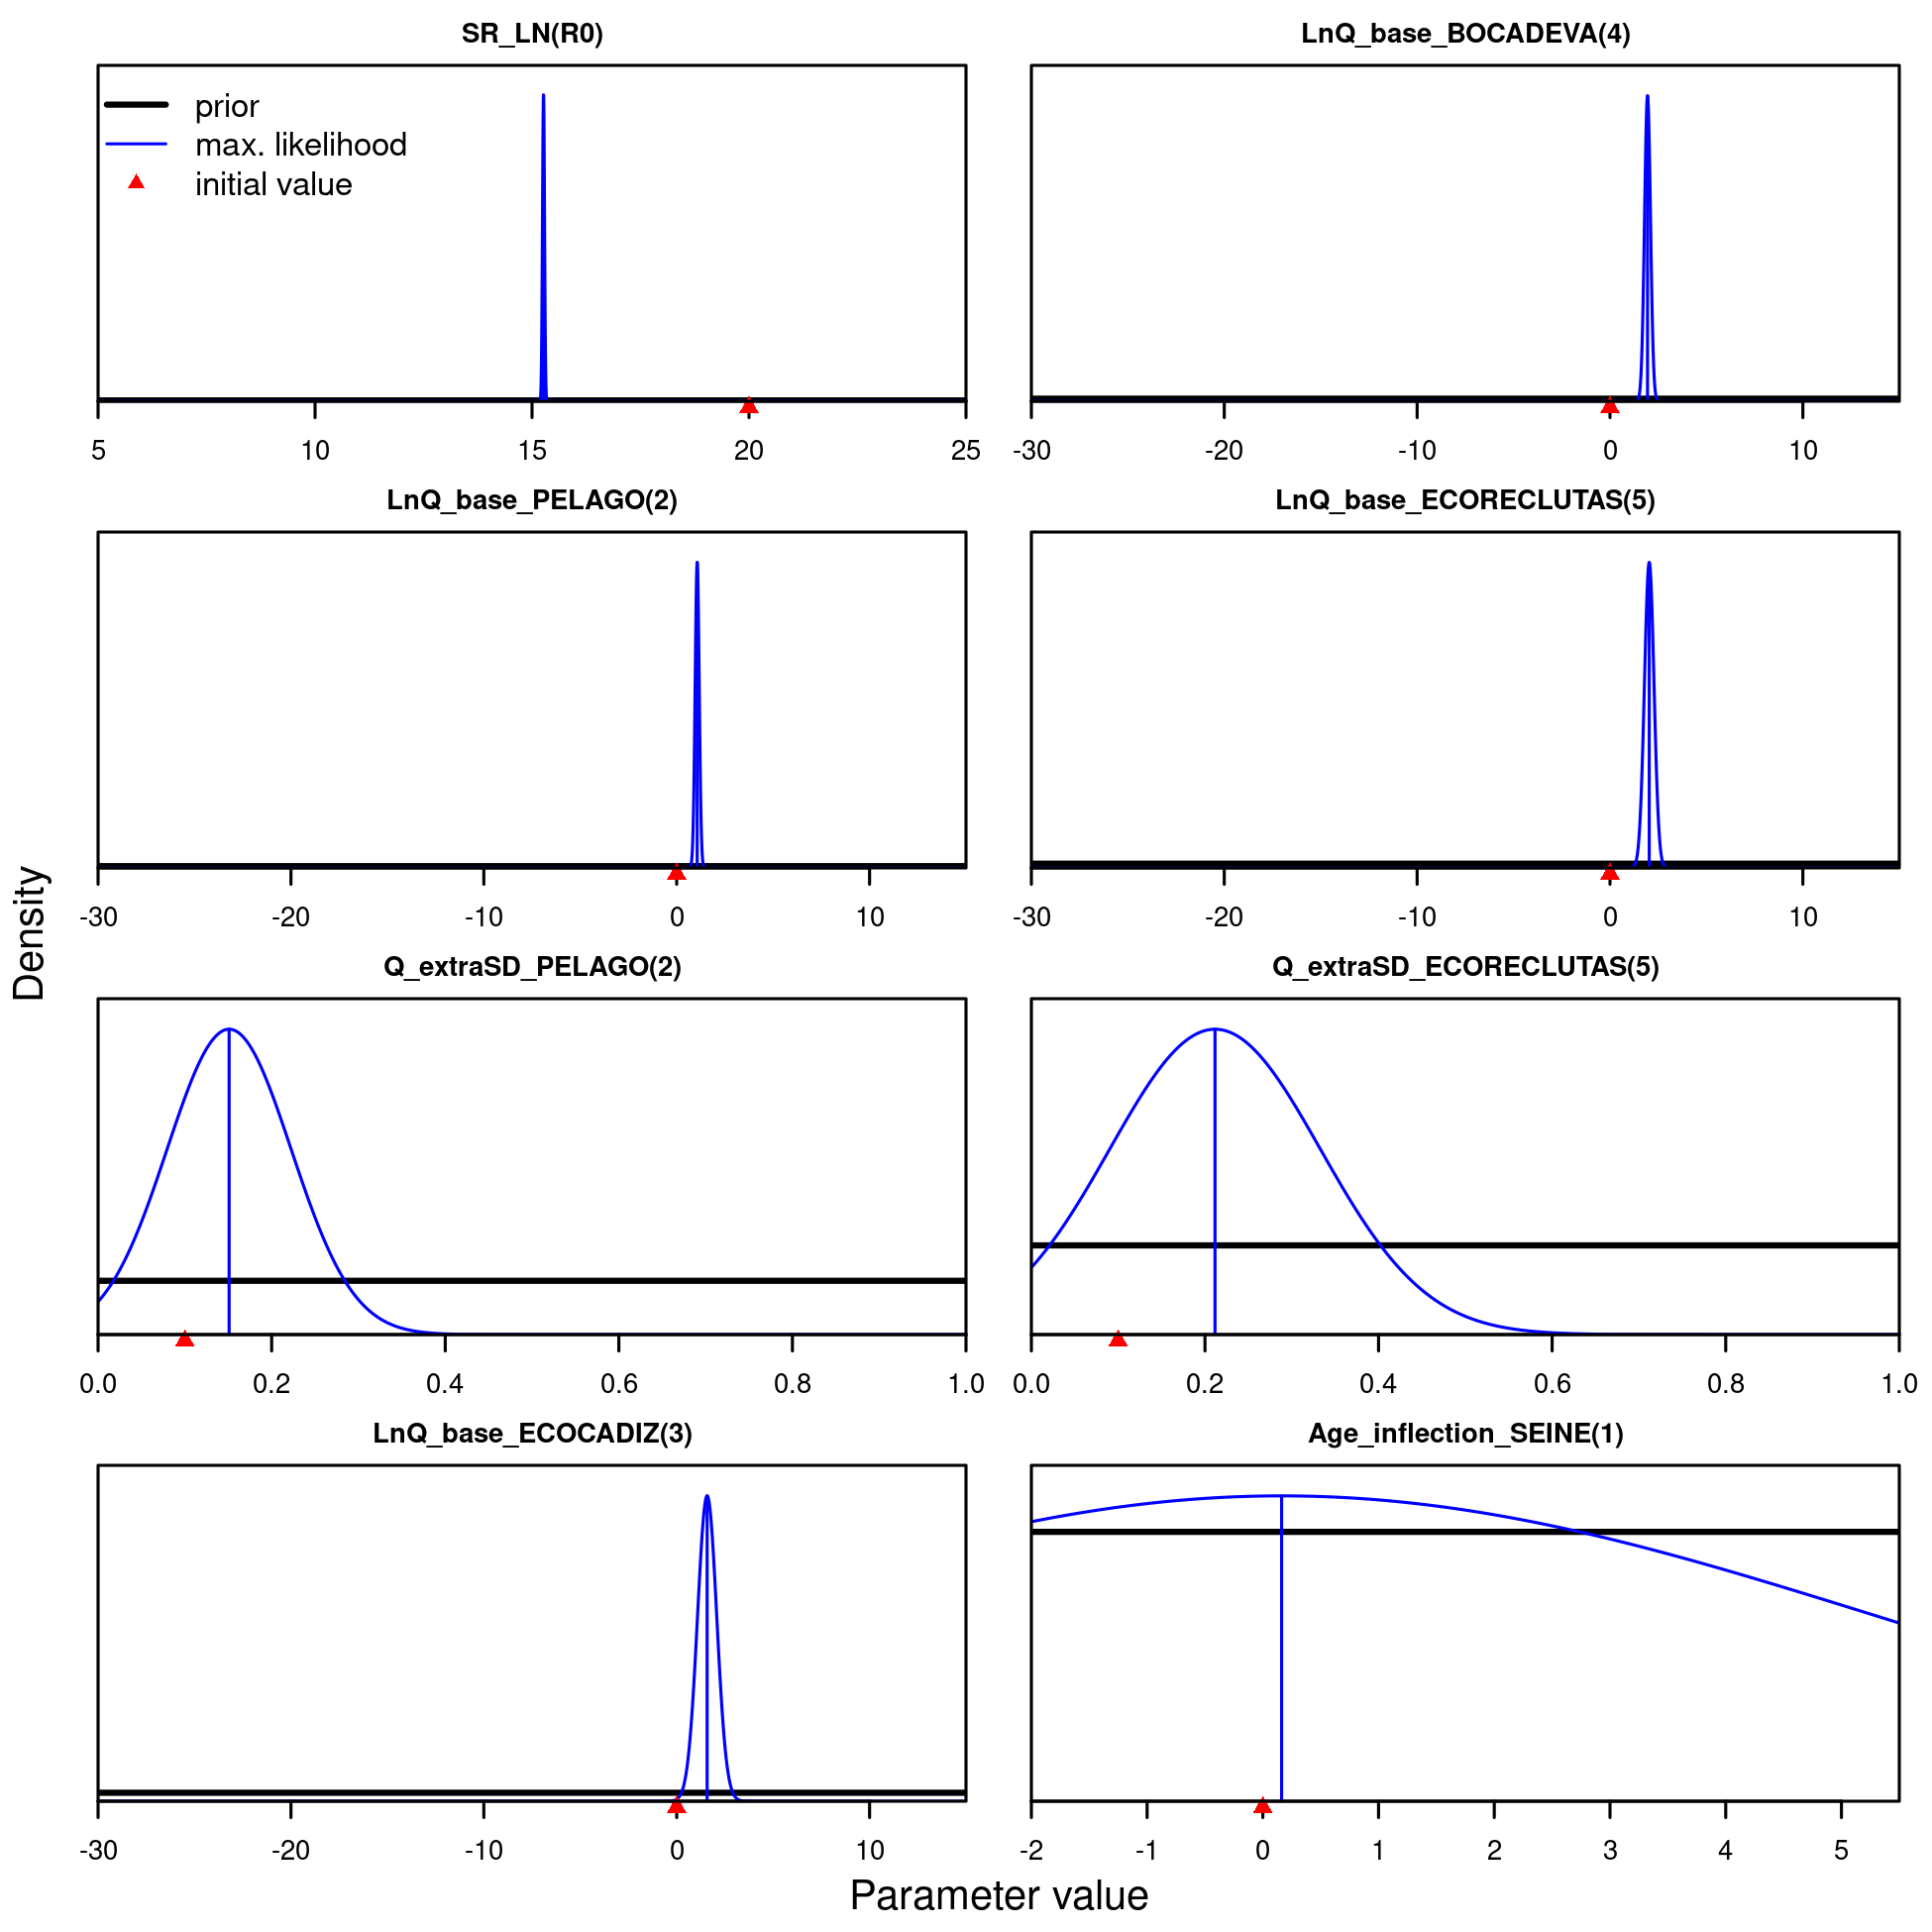 SR_LN(R0)
prior
max. likelihood
initial value
5 10 15 20 25
LnQ_base_BOCADEVA(4)
-30 -20 -10 0 10
LnQ_base_PELAGO(2)
-30 -20 -10 0 10
LnQ_base_ECORECLUTAS(5)
-30 -20 -10 0 10
Density
Q_extraSD_PELAGO(2)
0.0 0.2 0.4 0.6 0.8 1.0
Q_extraSD_ECORECLUTAS(5)
0.0 0.2 0.4 0.6 0.8 1.0
LnQ_base_ECOCADIZ(3)
-30 -20 -10 0 10
Age_inflection_SEINE(1)
-2 -1 0 1 2 3 4 5
Parameter value